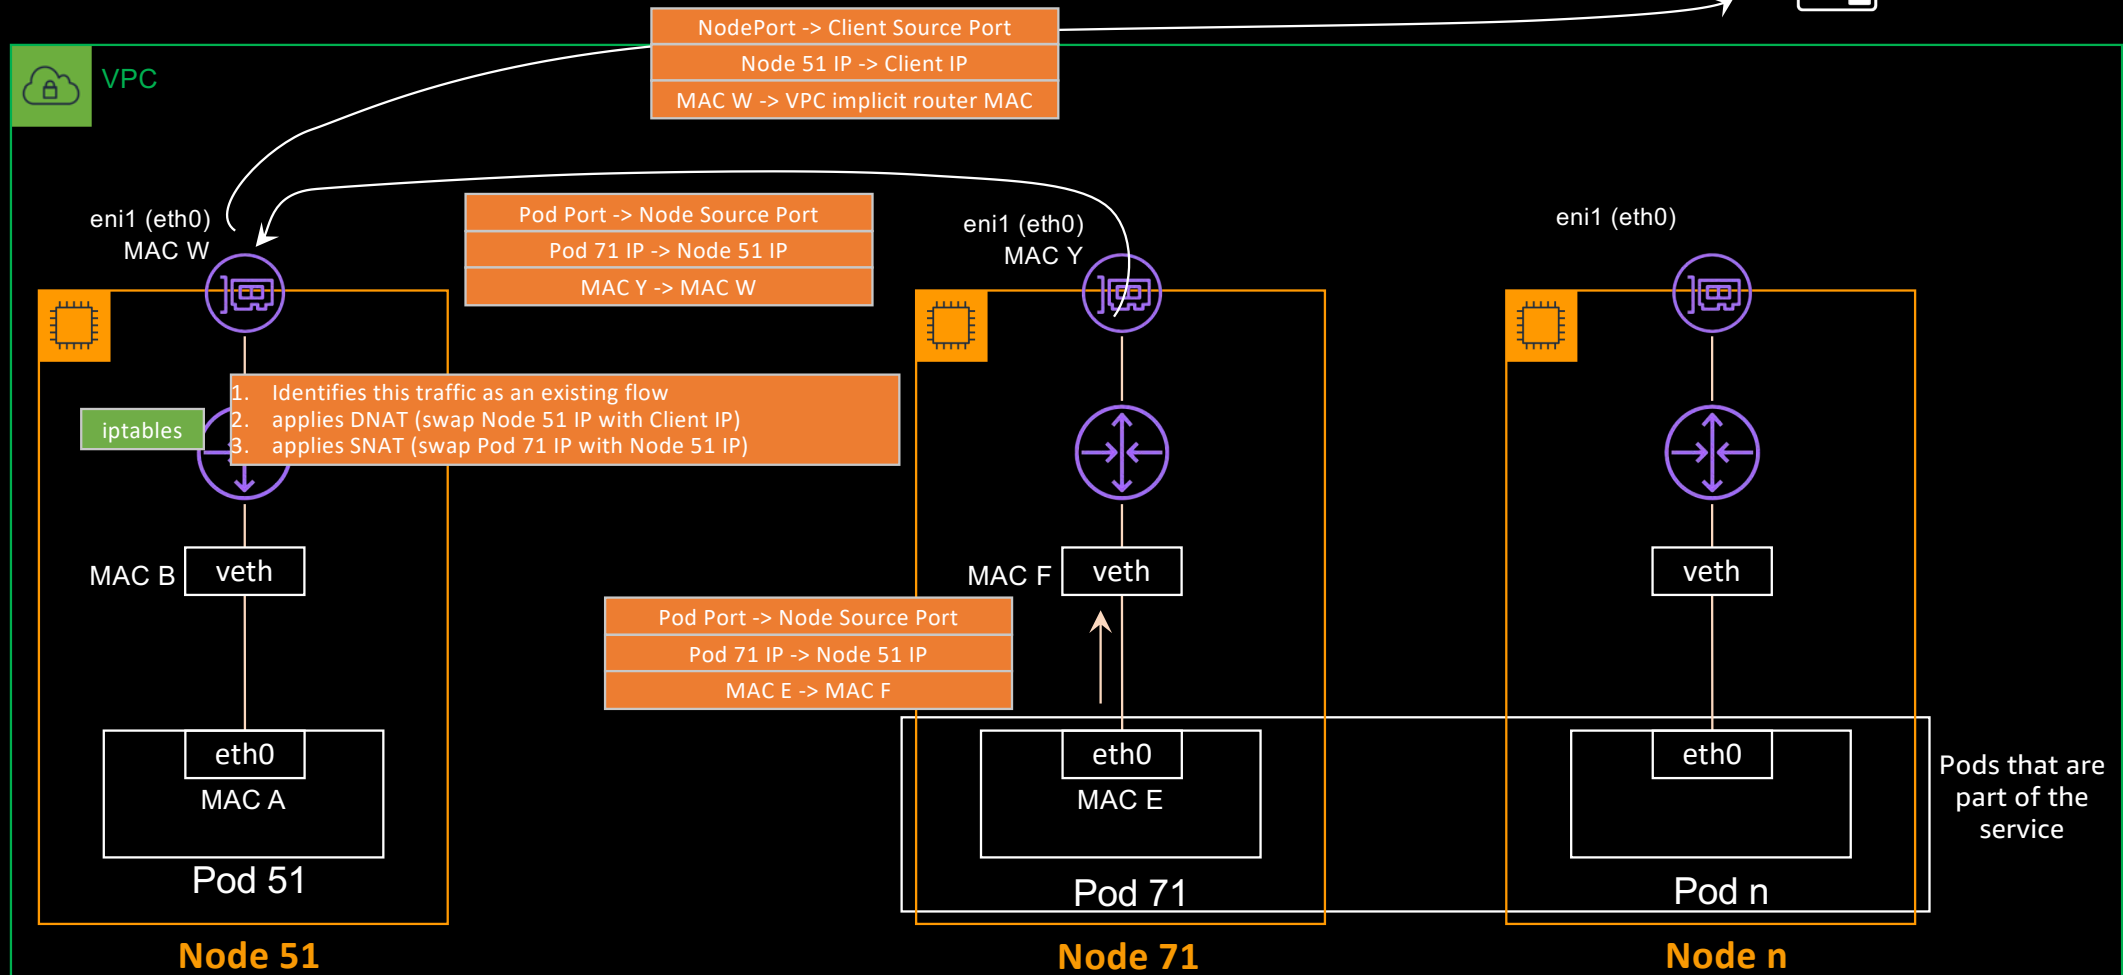 NodePort -> Client Source Port
Node 51 IP -> Client IP
MAC W -> VPC implicit router MAC
VPC
eni1 (eth0)
MAC W
Pod Port -> Node Source Port
Pod 71 IP -> Node 51 IP
MAC Y -> MAC W
eni1 (eth0)
MAC Y
eni1 (eth0)
iptables
1. Identifies this traffic as an existing flow
2. applies DNAT (swap Node 51 IP with Client IP)
3. applies SNAT (swap Pod 71 IP with Node 51 IP)
MAC B
veth
MAC F
veth
veth
Pod Port -> Node Source Port
Pod 71 IP -> Node 51 IP
MAC E -> MAC F
eth0
MAC A
eth0
MAC E
eth0
Pods that are
part of the
service
Pod 51
Pod 71
Pod n
Node 51
Node 71
Node n